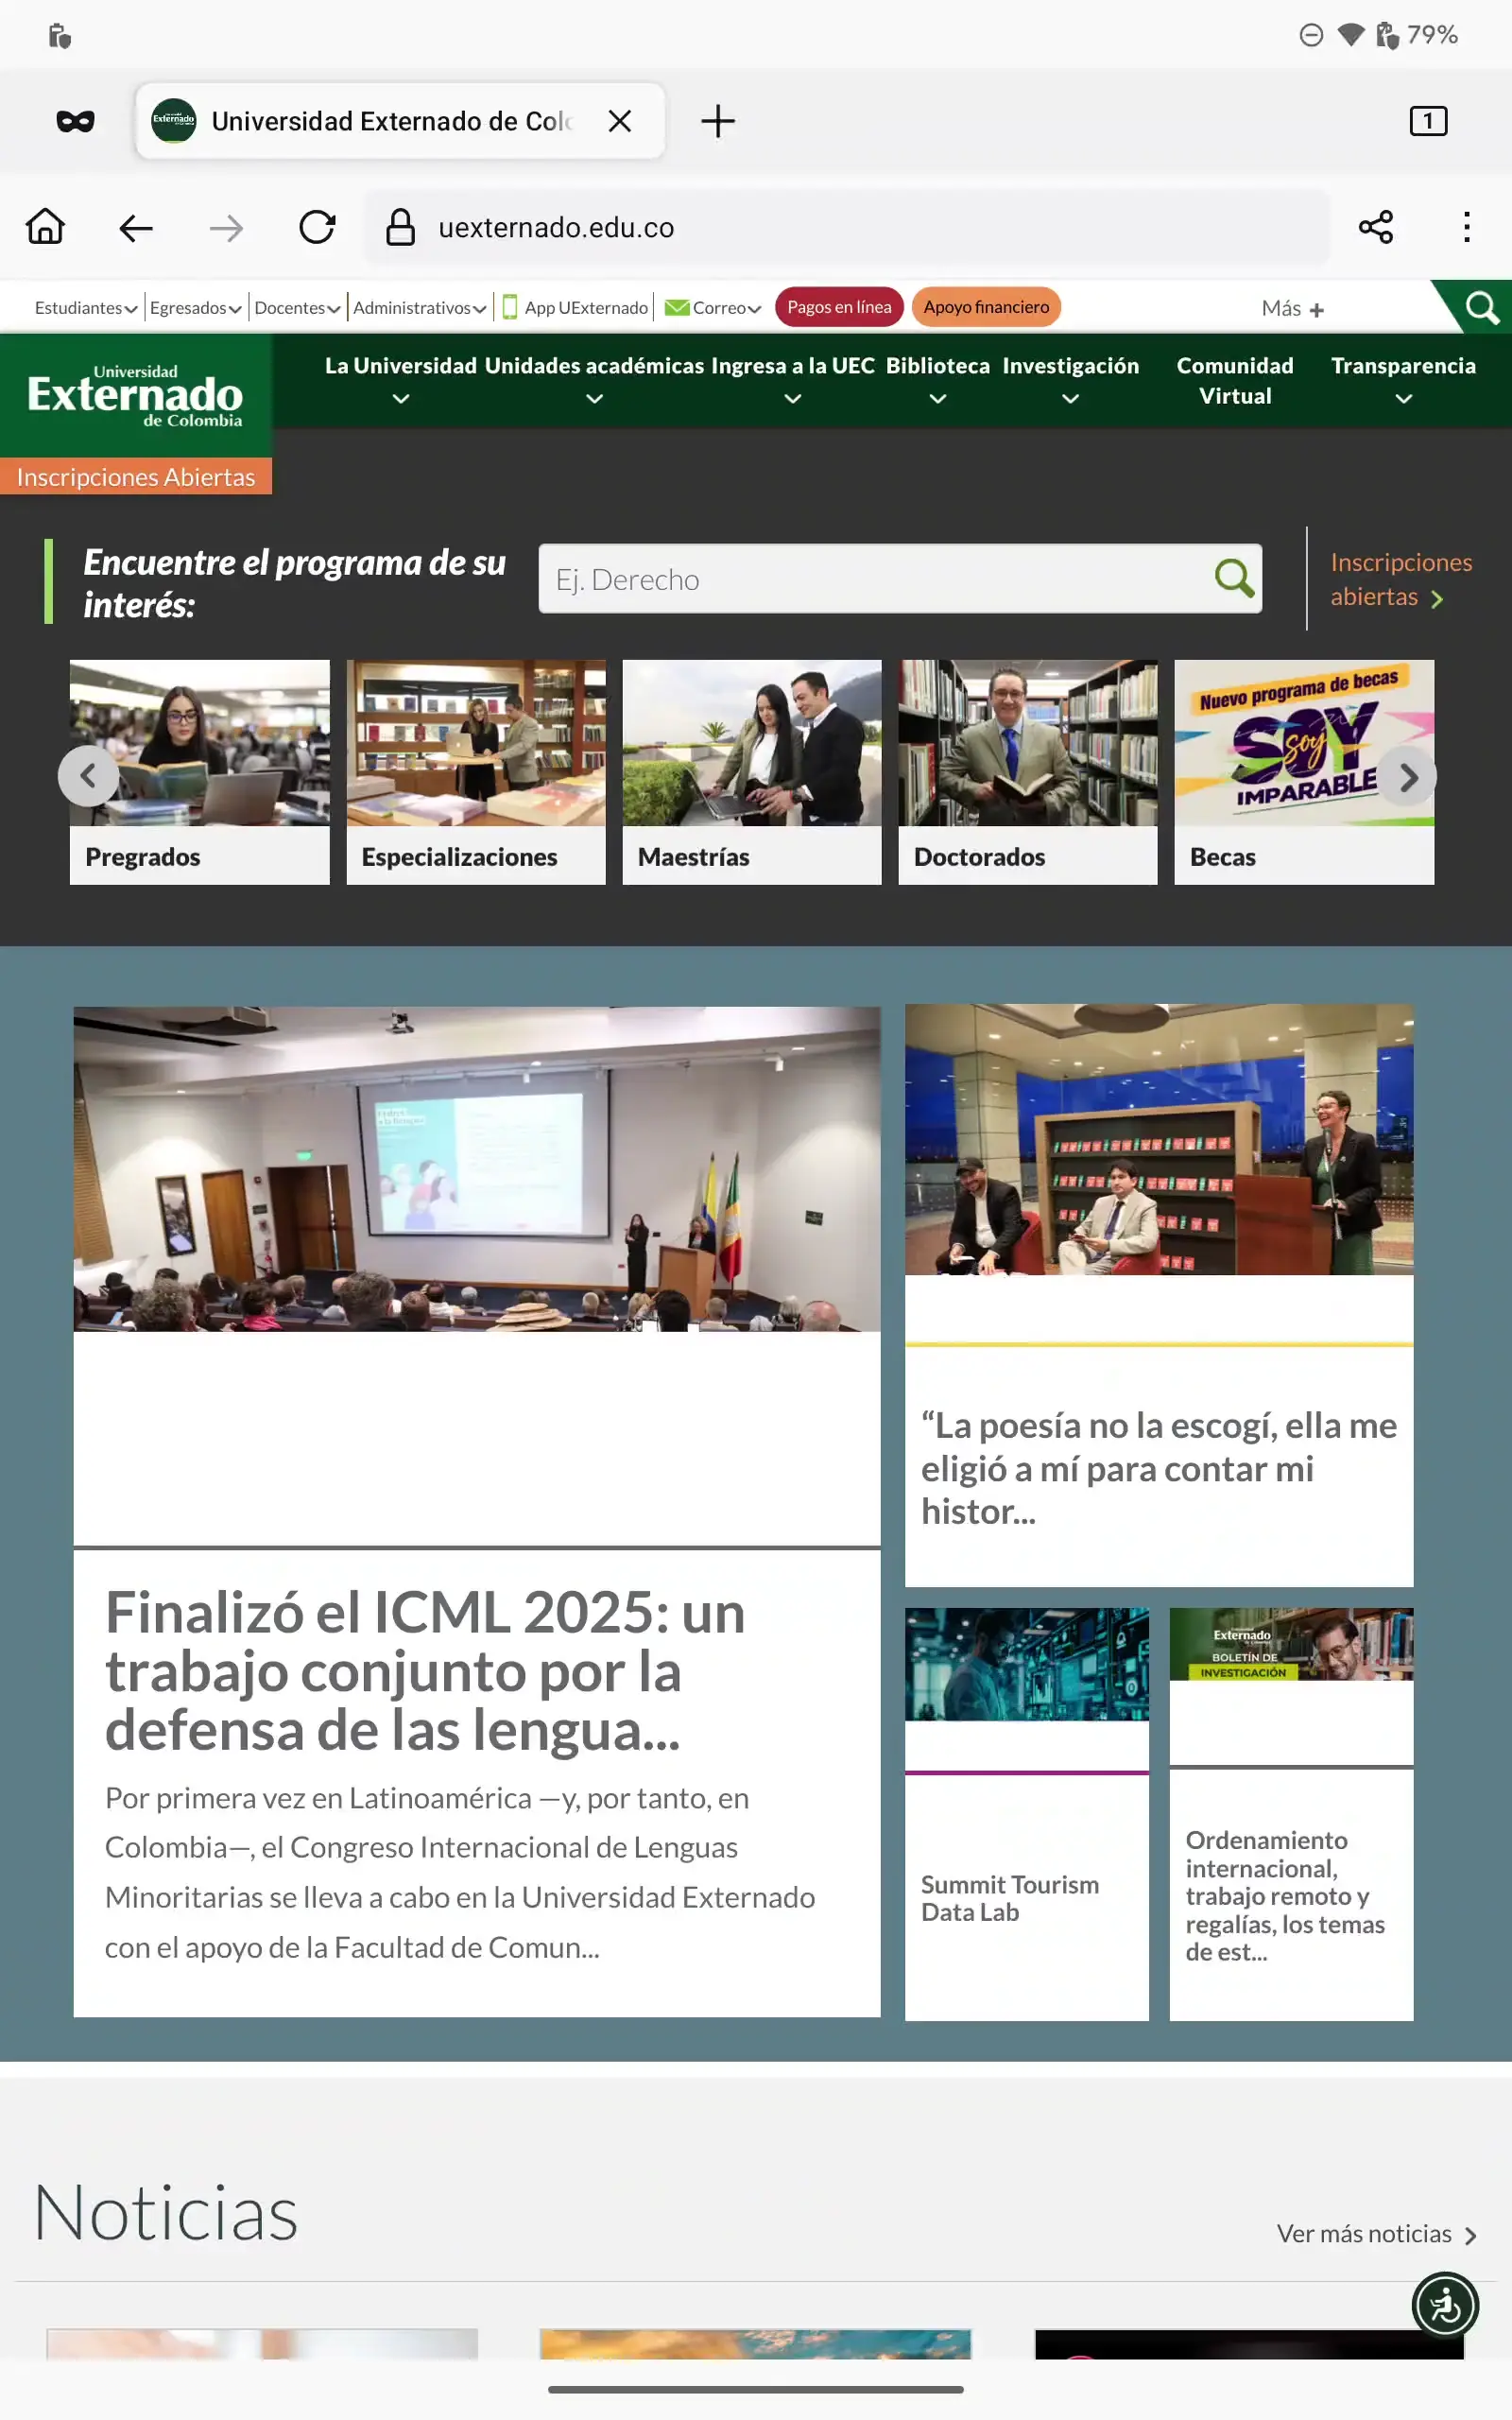 79%
Universidad Externado de Col
1
uexternado.edu.co
Estudiantes Egresados Docentes Administrativos App UExternado Correo Pagos en línea Apoyo financiero Más +
Universidad
Externado
de Colombia
Inscripciones Abiertas
La Universidad Unidades académicas Ingresa a la UEC Biblioteca Investigación Comunidad Virtual Transparencia
Encuentre el programa de su
interés:
Ej. Derecho
Inscripciones
abiertas
Nuevo programa de becas
SOY
soy
IMPARABLE
Pregrados
Especializaciones
Maestrías
Doctorados
Becas
Finalizó el ICML 2025: un
trabajo conjunto por la
defensa de las lengua...
Por primera vez en Latinoamérica —y, por tanto, en
Colombia—, el Congreso Internacional de Lenguas
Minoritarias se lleva a cabo en la Universidad Externado
con el apoyo de la Facultad de Comun...
“La poesía no la escogí, ella me
eligió a mí para contar mi
histor...
Summit Tourism
Data Lab
Externado
BOLETÍN DE
INVESTIGACIÓN
Ordenamiento
internacional,
trabajo remoto y
regalías, los temas
de est...
Noticias
Ver más noticias